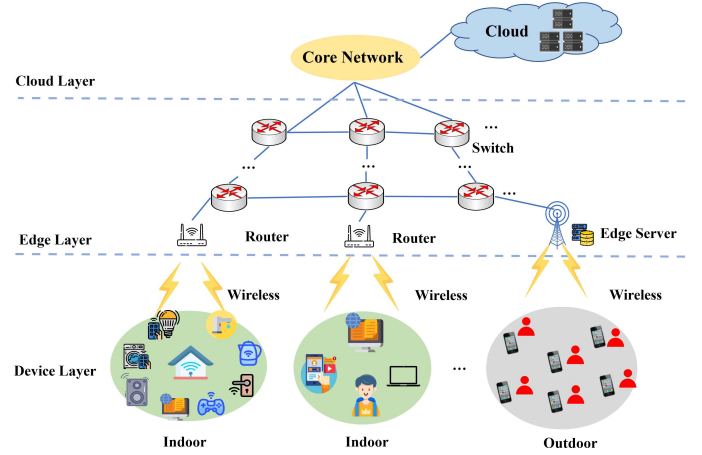 Cloud
Core Network
Cloud Layer
...
Switch
...
...
...
...
Edge Layer
Router
Router
Edge Server
Wireless
Wireless
Wireless
Device Layer
...
Indoor
Indoor
Outdoor